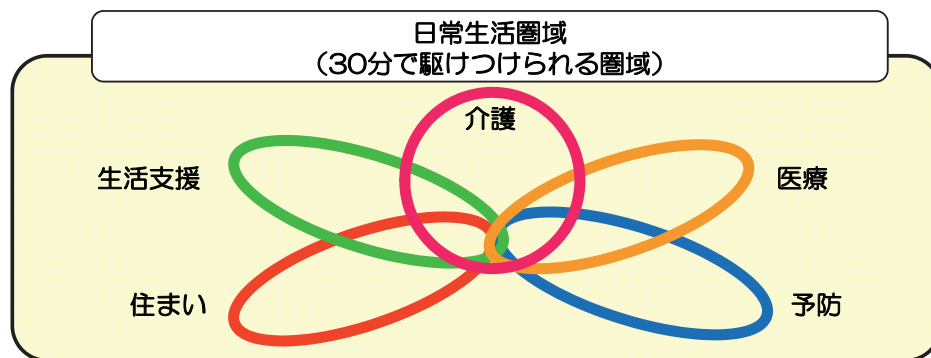 日常生活圏域
（30分で駆けつけられる圏域）
介護
生活支援
医療
住まい
予防